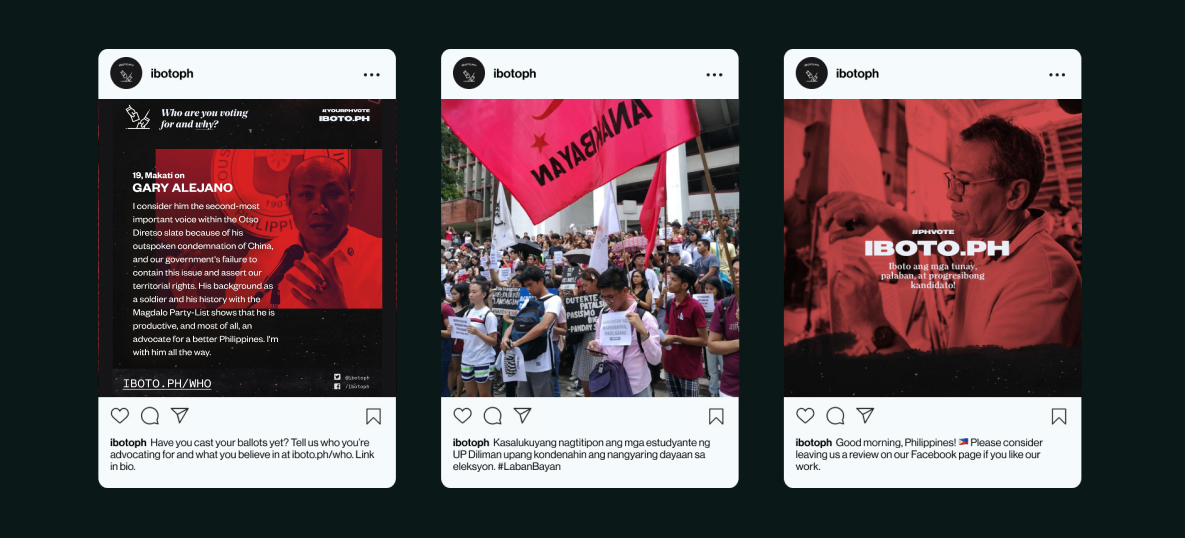 ibotoph
Who are you voting
for and why?
#YOURPHVOTE
IBOTO.PH
19, Makati on
GARY ALEJANO
I consider him the second-most
important voice within the Otso
Diretso slate because of his
outspoken condemnation of China,
and our government's failure to
contain this issue and assert our
territorial rights. His background as
a soldier and his history with the
Magdalo Party-List shows that he is
productive, and most of all, an
advocate for a better Philippines. I'm
with him all the way.
IBOTO.PH/WHO
@ibotoph
/ibotoph
ibotoph Have you cast your ballots yet? Tell us who you're
advocating for and what you believe in at iboto.ph/who. Link
in bio.
ibotoph
ANAKBAYAN
DUTERTE
PATALS
PASISMO
ibotoph Kasalukuyang nagtitipon ang mga estudyante ng
UP Diliman upang kondenahin ang nangyaring dayaan sa
eleksyon. #LabanBayan
ibotoph
#PHVOTE
IBOTO.PH
Iboto ang mga tunay,
palaban, at progresibong
kandidato!
ibotoph Good morning, Philippines! 🇵🇭 Please consider
leaving us a review on our Facebook page if you like our
work.